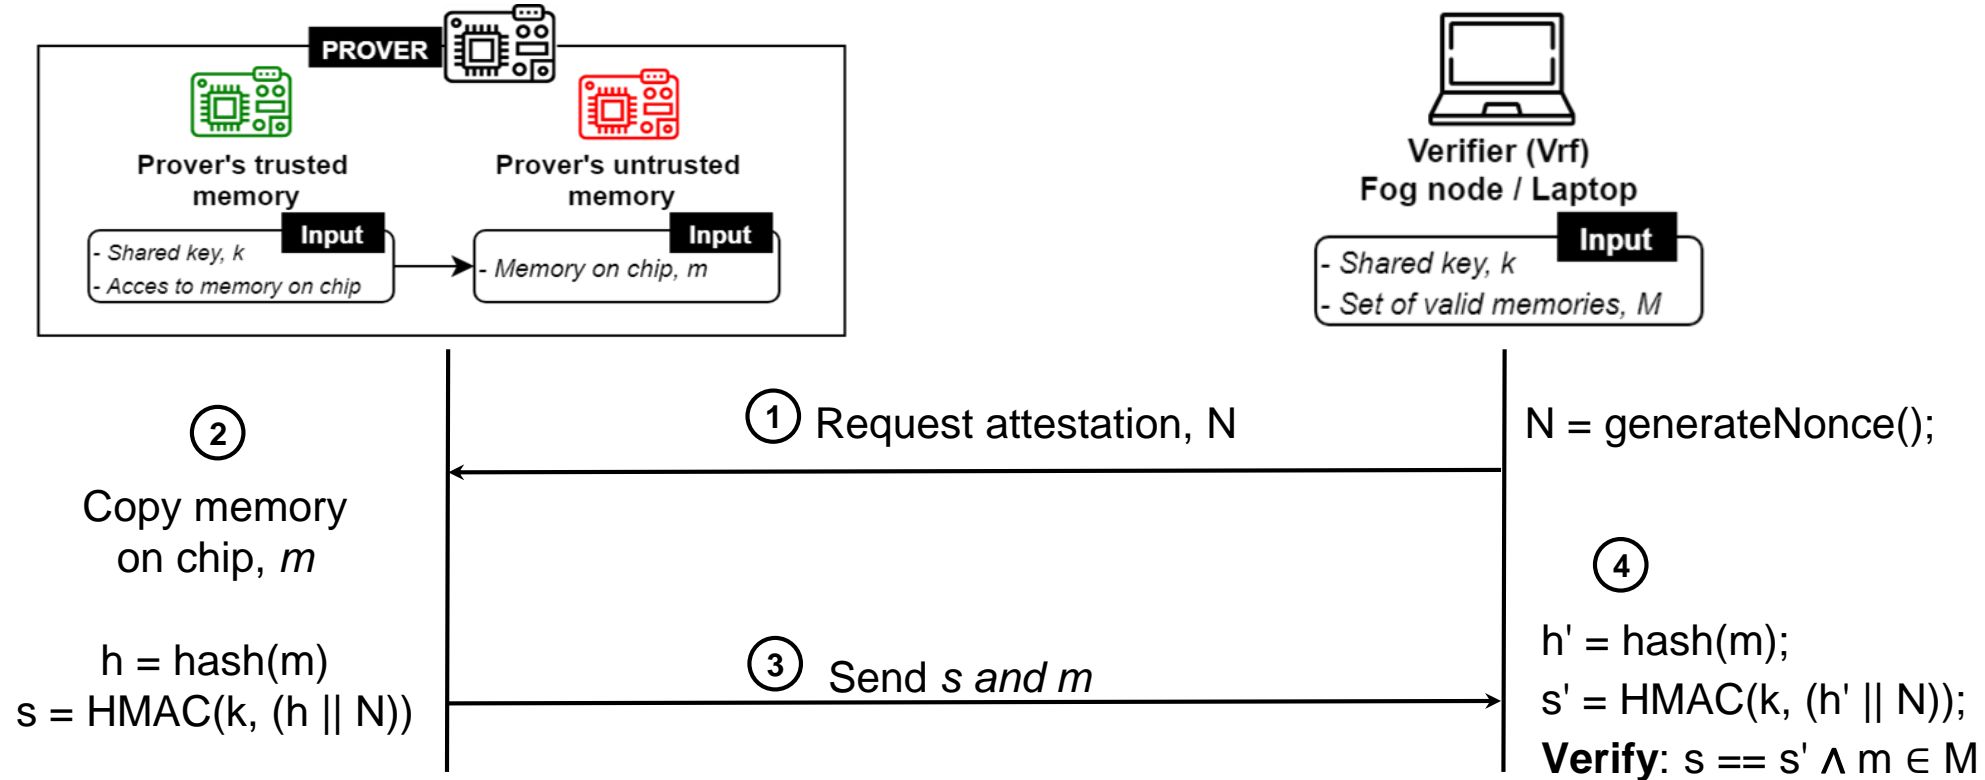 PROVER
Prover's trusted
memory
Input
- Shared key, k
- Acces to memory on chip
Prover's untrusted
memory
Input
- Memory on chip, m
Verifier (Vrf)
Fog node / Laptop
Input
- Shared key, k
- Set of valid memories, M
1 Request attestation, N
N = generateNonce();
2
Copy memory
on chip, m
h = hash(m)
s = HMAC(k, (h || N))
3 Send s and m
4
h' = hash(m);
s' = HMAC(k, (h' || N));
Verify: s == s' ∧ m ∈ M